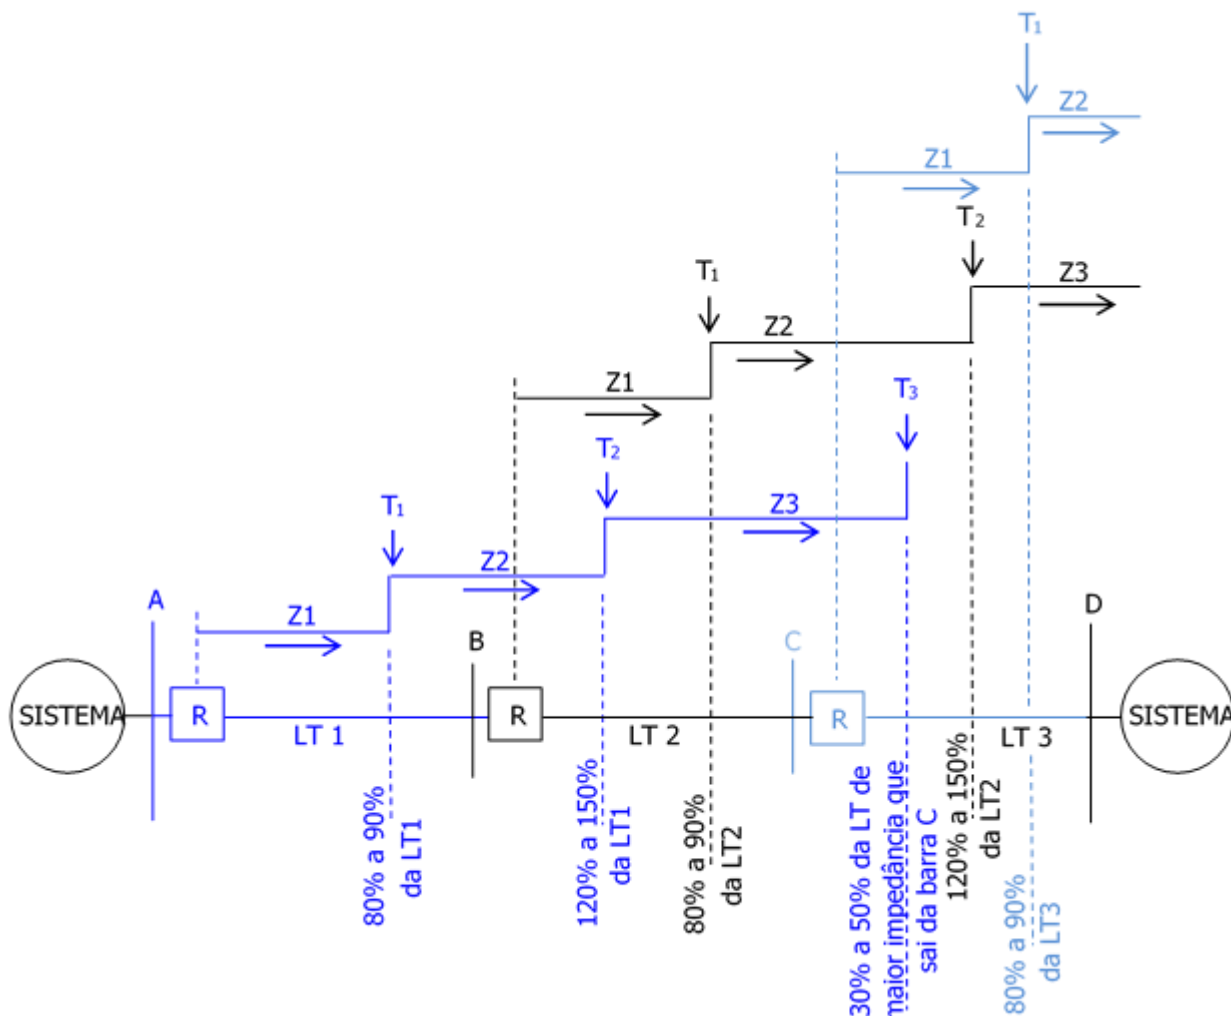 T1
Z2
Z1
T2
Z3
T1
Z2
Z1
T3
T2
Z3
T1
Z2
Z1
A
B
C
D
SISTEMA
R
LT 1
R
LT 2
R
LT 3
SISTEMA
80% a 90%
da LT1
120% a 150%
da LT1
80% a 90%
da LT2
30% a 50% da LT de
maior impedância que
sai da barra C
120% a 150%
da LT2
80% a 90%
da LT3